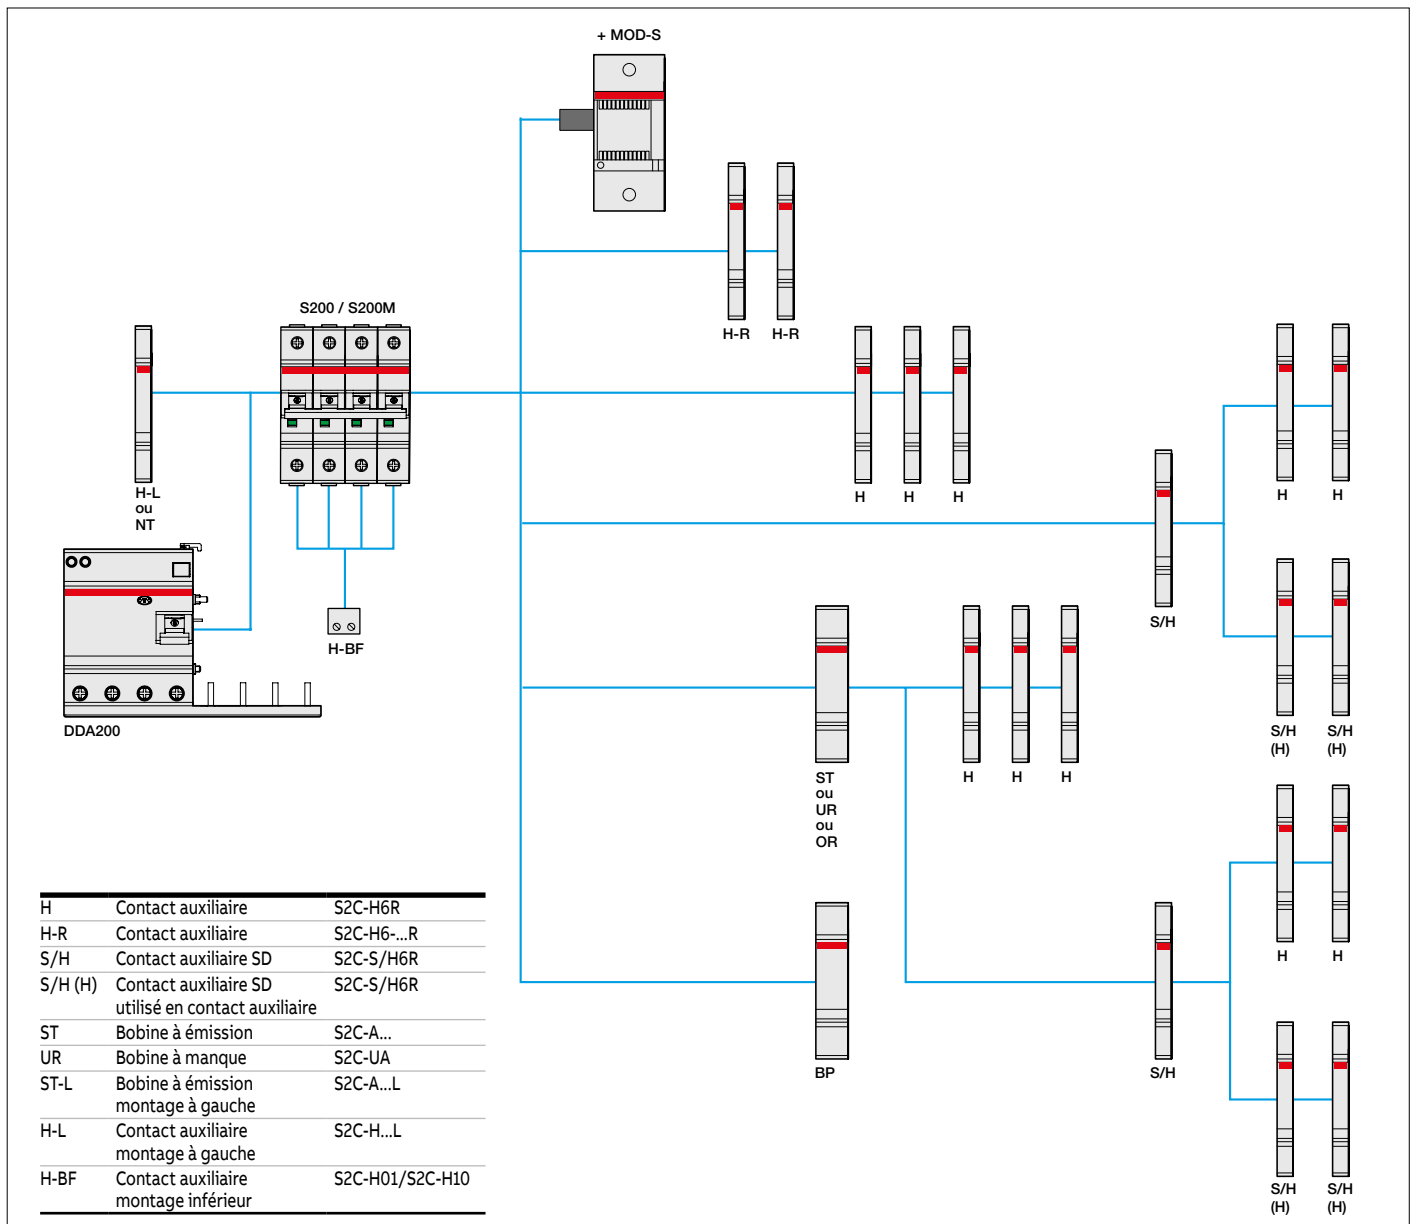 + MOD-S
H-R H-R
S200 / S200M
H-L
ou
NT
H H H
H H
S/H
H-BF
DDA200
S/H S/H
(H) (H)
ST
ou
UR
ou
OR
H H H
H H
BP
S/H
S/H S/H
(H) (H)
H Contact auxiliaire S2C-H6R
H-R Contact auxiliaire S2C-H6-...R
S/H Contact auxiliaire SD S2C-S/H6R
S/H (H) Contact auxiliaire SD S2C-S/H6R
utilisé en contact auxiliaire
ST Bobine à émission S2C-A...
UR Bobine à manque S2C-UA
ST-L Bobine à émission S2C-A...L
montage à gauche
H-L Contact auxiliaire S2C-H...L
montage à gauche
H-BF Contact auxiliaire S2C-H01/S2C-H10
montage inférieur